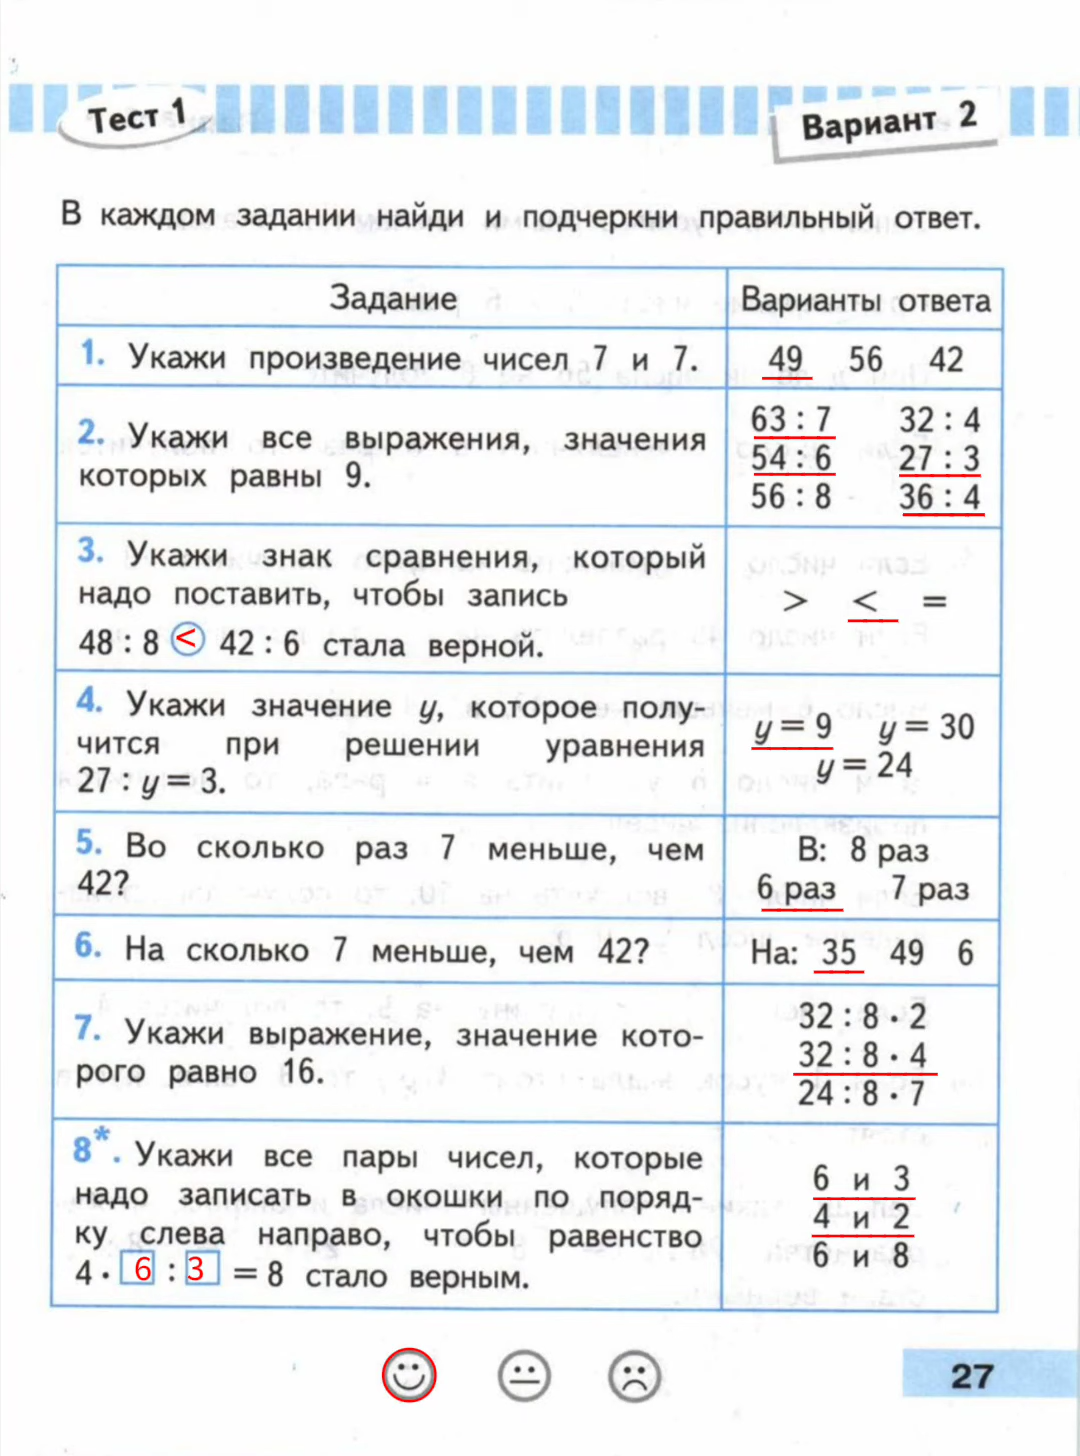 Тест 1
Вариант 2
В каждом задании найди и подчеркни правильный ответ.
Задание
Варианты ответа
1. Укажи произведение чисел 7 и 7.
49 56 42
2. Укажи все выражения, значения
которых равны 9.
63 : 7 32 : 4
54 : 6 27 : 3
56 : 8 36 : 4
3. Укажи знак сравнения, который
надо поставить, чтобы запись
48 : 8 < 42 : 6 стала верной.
> < =
4. Укажи значение y, которое полу-
чится при решении уравнения
27 : y = 3.
y = 9 y = 30
y = 24
5. Во сколько раз 7 меньше, чем
42?
В: 8 раз
6 раз 7 раз
6. На сколько 7 меньше, чем 42?
На: 35 49 6
7. Укажи выражение, значение кото-
рого равно 16.
32 : 8 · 2
32 : 8 · 4
24 : 8 · 7
8*. Укажи все пары чисел, которые
надо записать в окошки по поряд-
ку слева направо, чтобы равенство
4 · 6 : 3 = 8 стало верным.
6 и 3
4 и 2
6 и 8
27